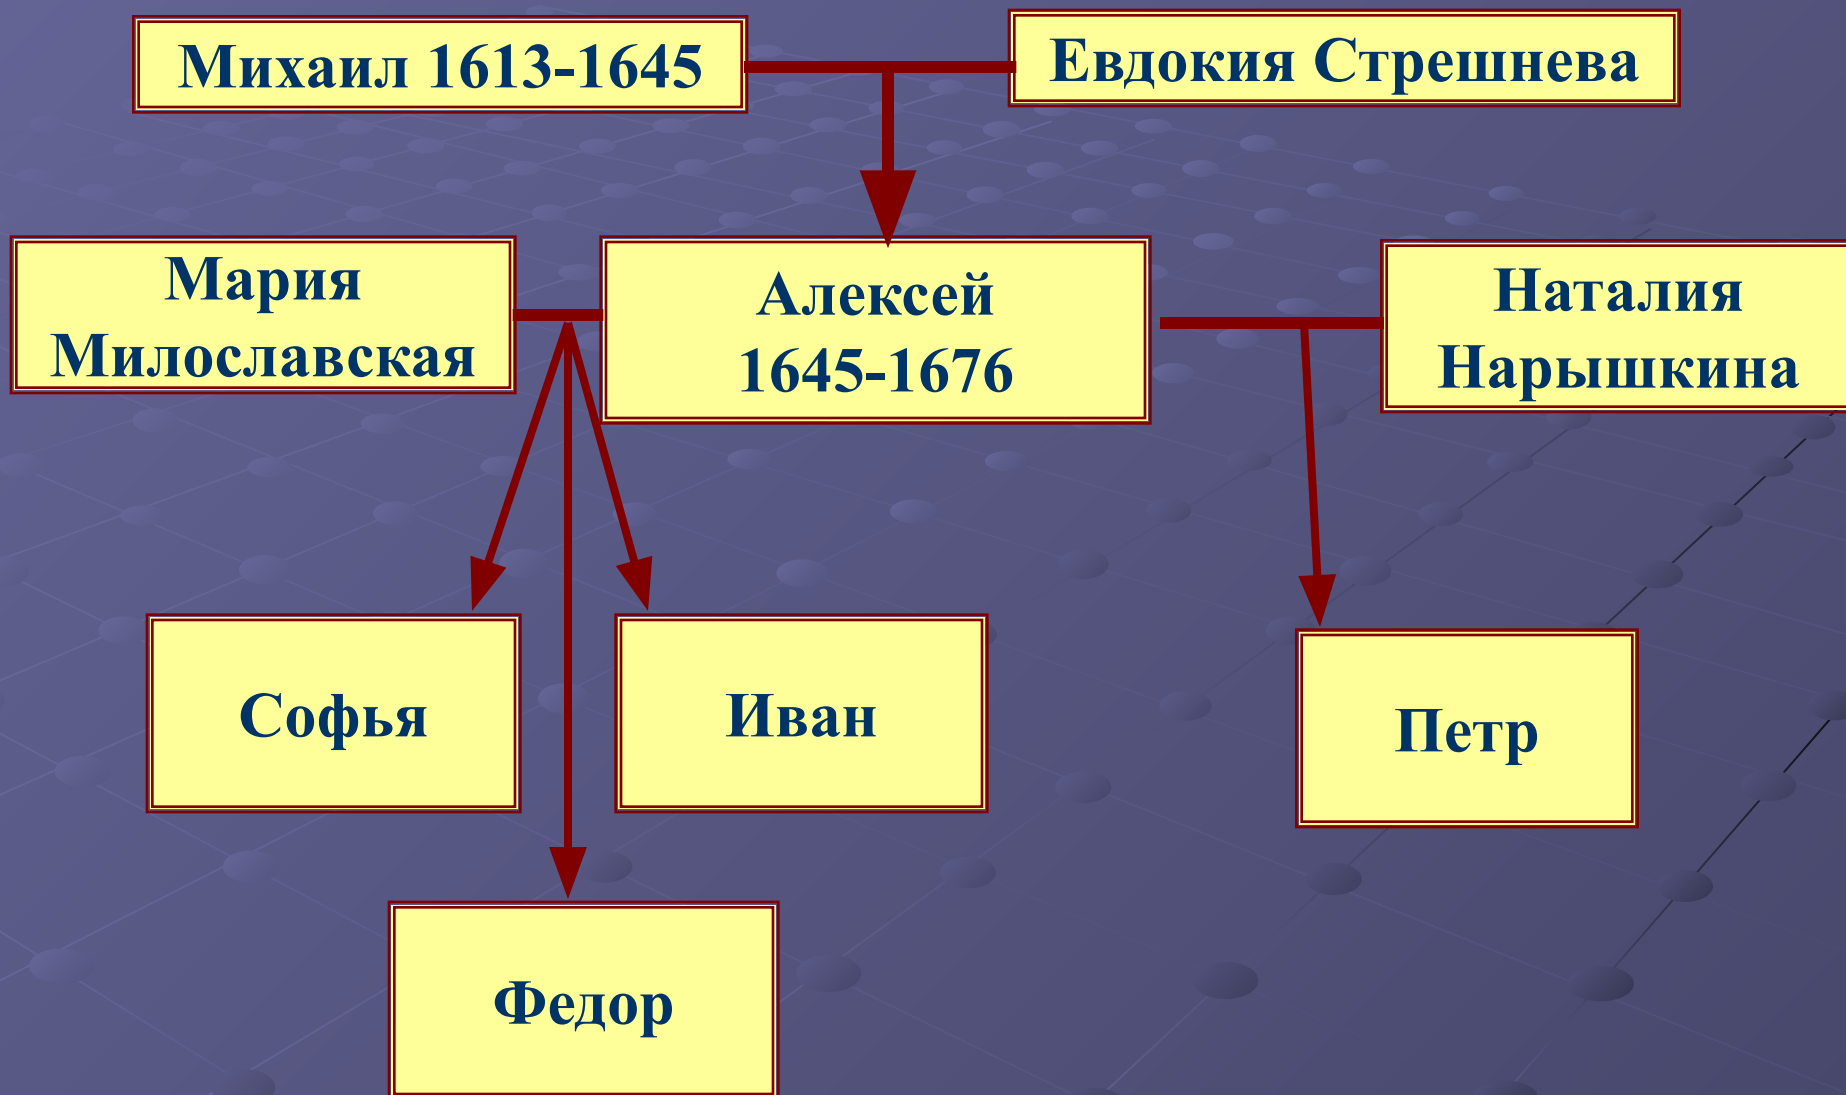 Михаил 1613-1645
Евдокия Стрешнева
Мария
Милославская
Алексей
1645-1676
Наталия
Нарышкина
Софья
Иван
Петр
Федор